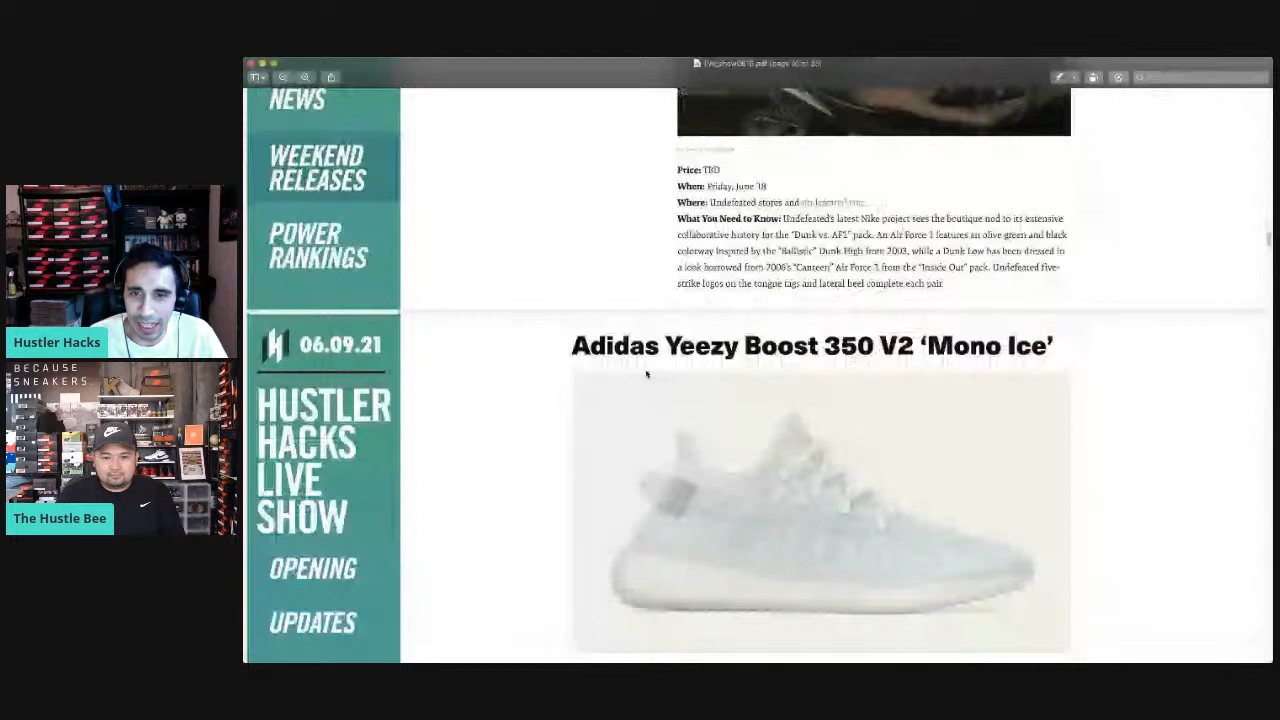 NEWS
WEEKEND
RELEASES
POWER
RANKINGS
Price: TBD
When: Friday, June 18
Where: Undefeated stores and
What You Need to Know: Undefeated's latest Nike project sees the boutique nod to its extensive
collaborative history for the "Dunk vs. AF1" pack. An Air Force 1 features an olive green and black
colorway inspired by the "Ballistic" Dunk High from 2003, while a Dunk Low has been dressed in
a look borrowed from 2006's "Canteen" Air Force 1 from the "Inside Out" pack. Undefeated five-
strike logos on the tongue tags and lateral heel complete each pair.
06.09.21
HUSTLER
HACKS
LIVE
SHOW
OPENING
UPDATES
Adidas Yeezy Boost 350 V2 ‘Mono Ice’
Hustler Hacks
BECAUSE
SNEAKERS
The Hustle Bee